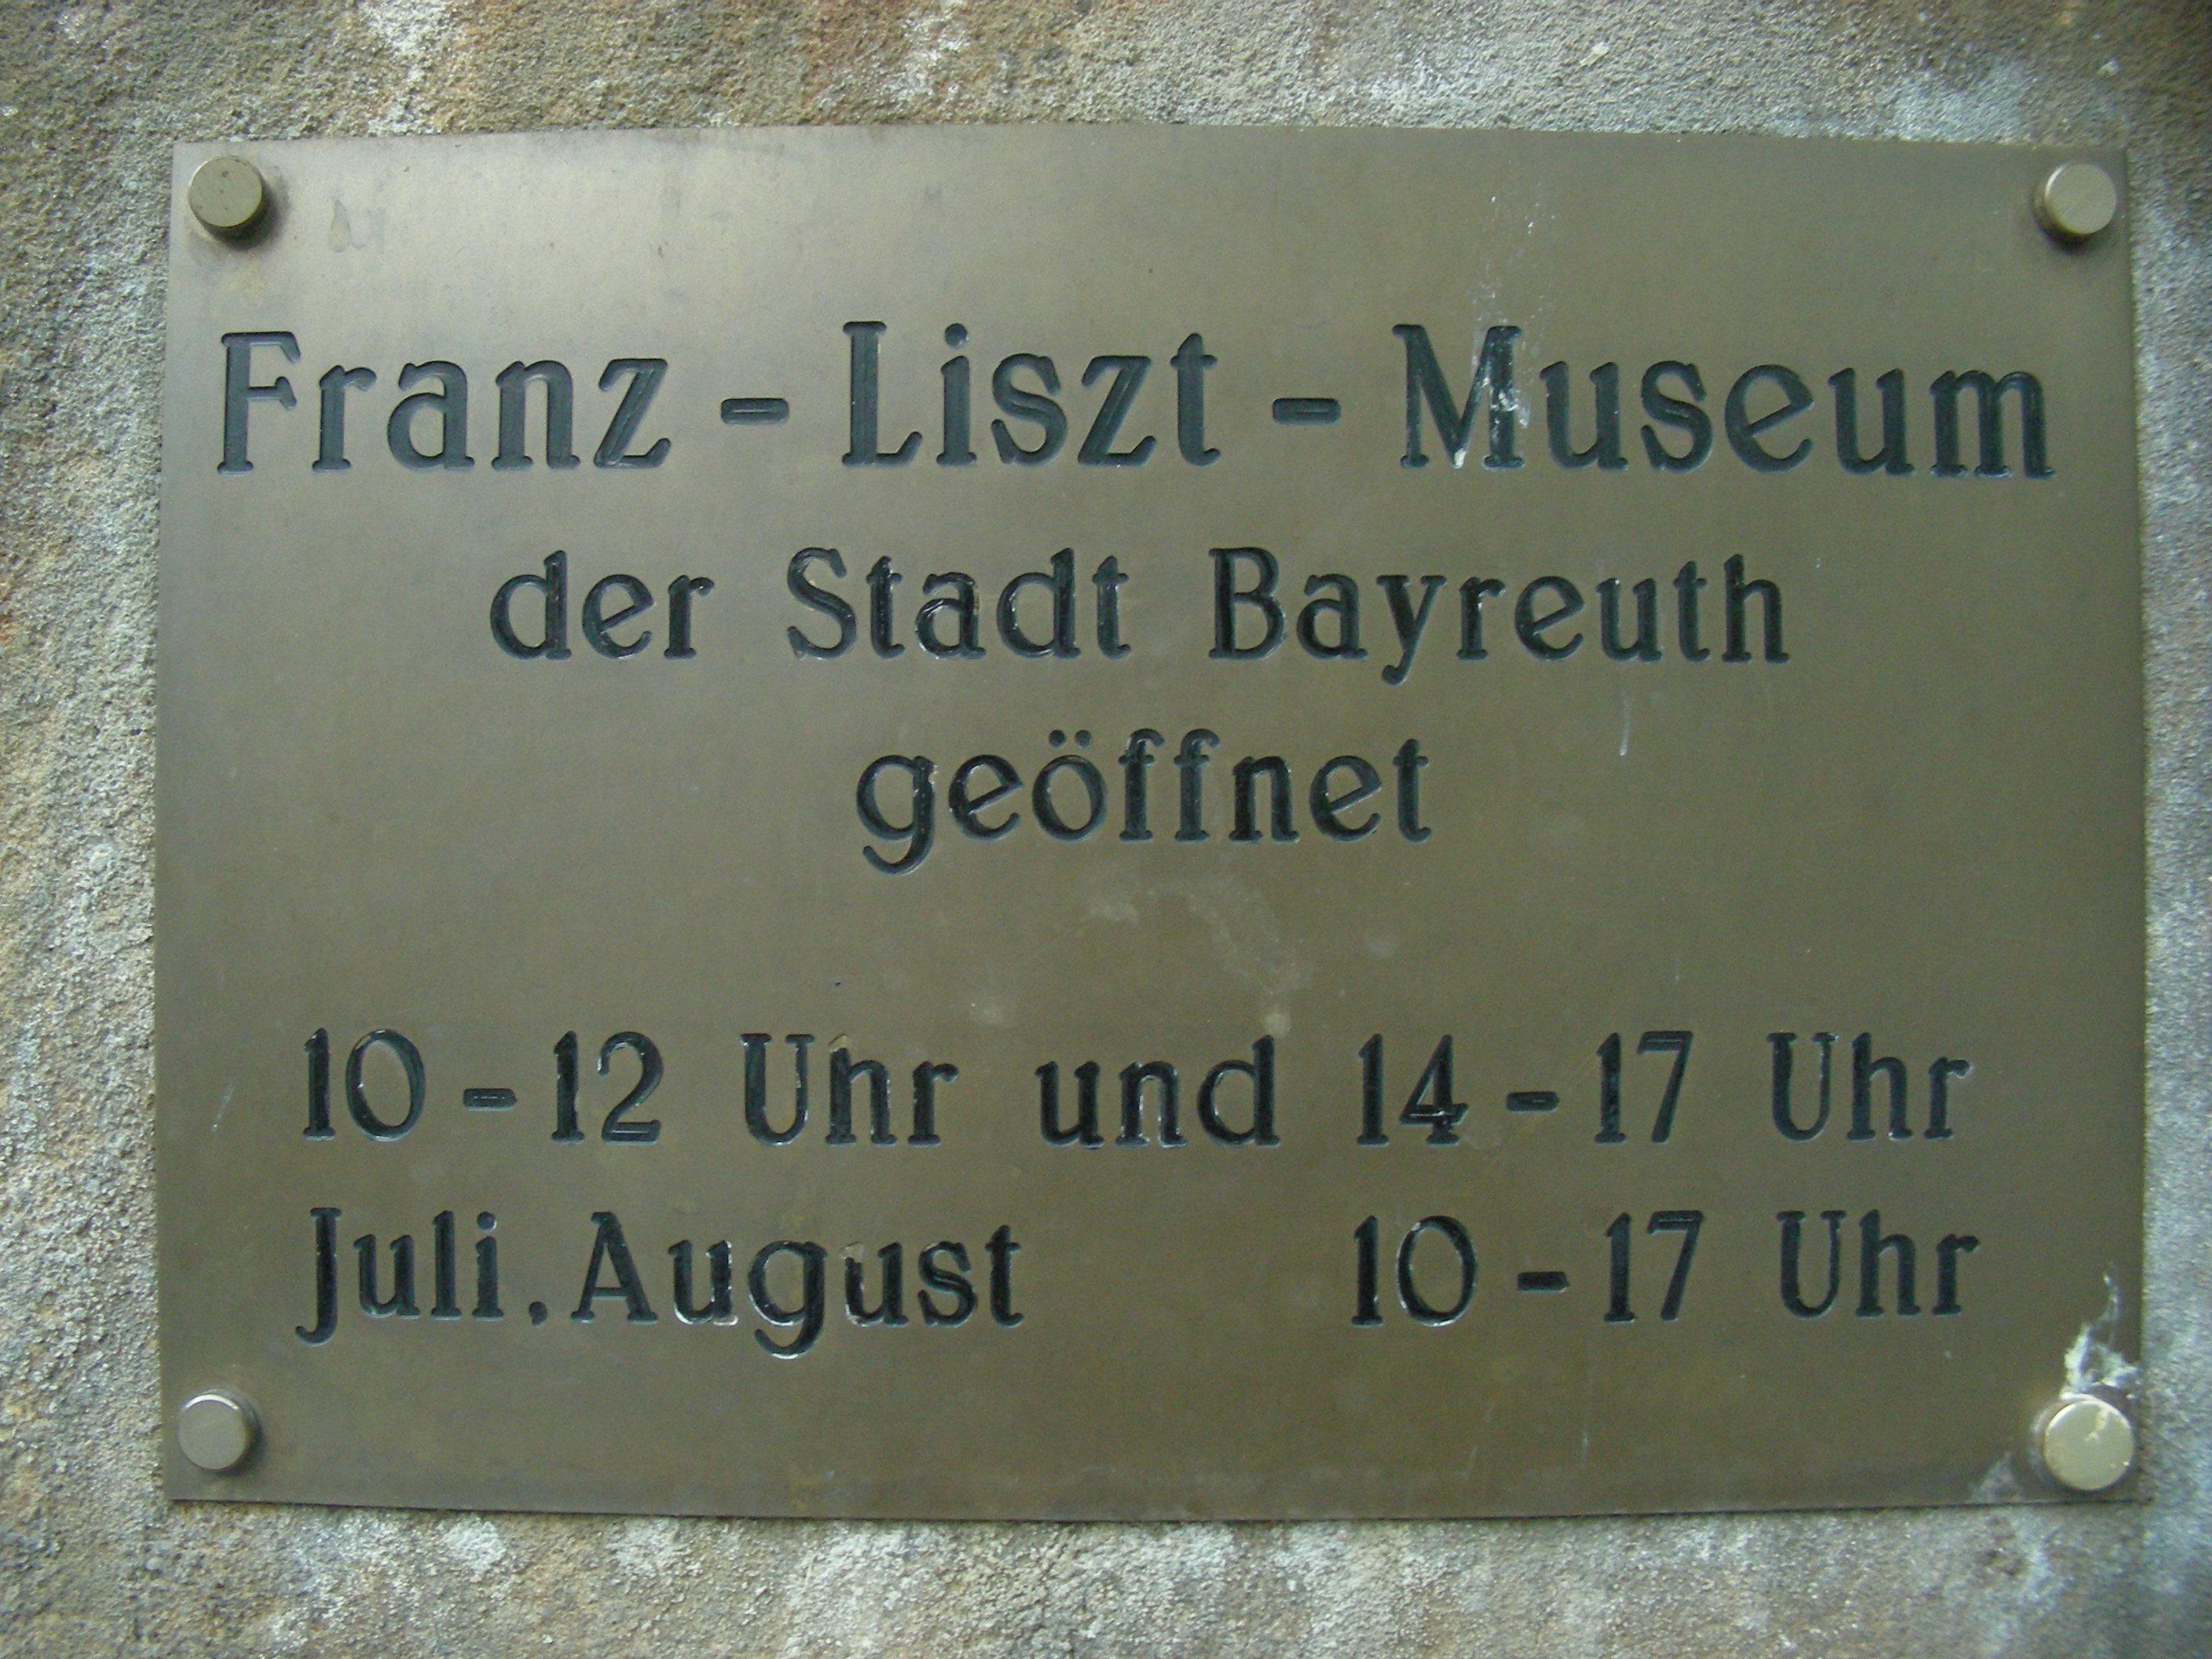 Franz - Liszt - Museum
der Stadt Bayreuth
geöffnet
10 - 12 Uhr und 14 - 17 Uhr
Juli, August 10 - 17 Uhr